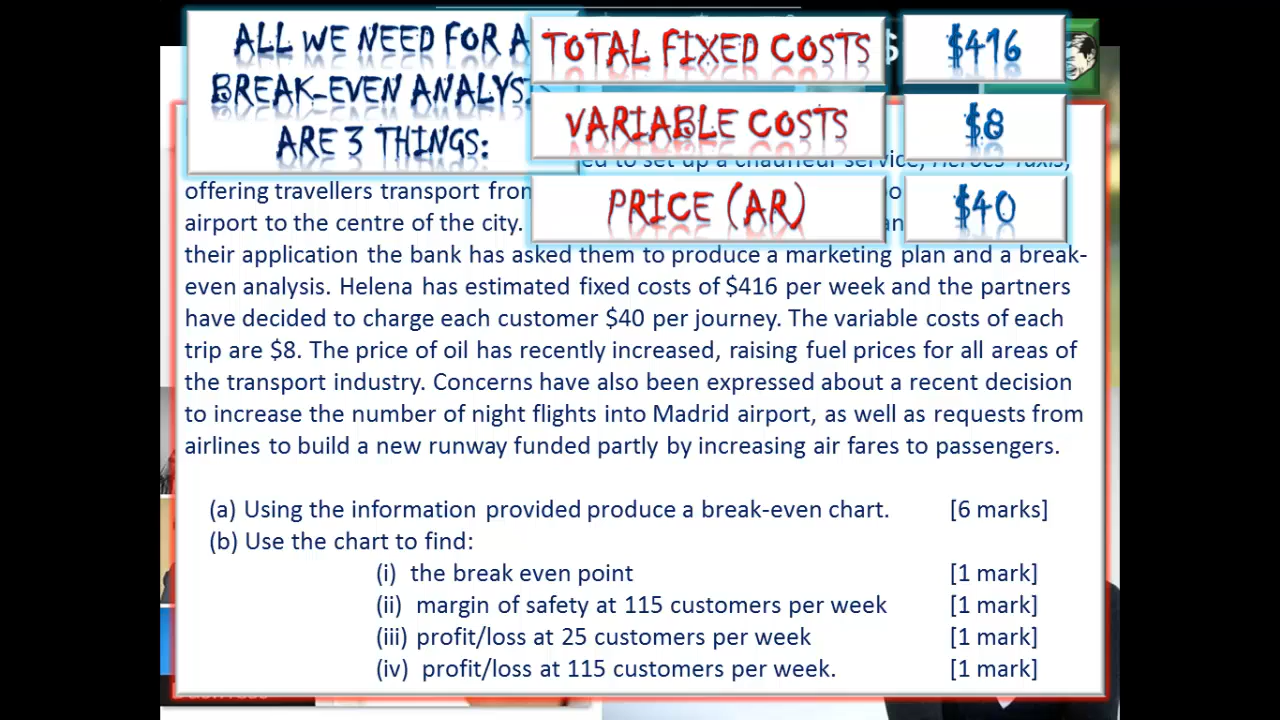 ALL WE NEED FOR A
BREAK-EVEN ANALYS
ARE 3 THINGS:
TOTAL FIXED COSTS $416
VARIABLE COSTS $8
PRICE (AR) $40
ed to set up a chauffeur service, Heroes Taxis,
offering travellers transport from
airport to the centre of the city.
their application the bank has asked them to produce a marketing plan and a break-
even analysis. Helena has estimated fixed costs of $416 per week and the partners
have decided to charge each customer $40 per journey. The variable costs of each
trip are $8. The price of oil has recently increased, raising fuel prices for all areas of
the transport industry. Concerns have also been expressed about a recent decision
to increase the number of night flights into Madrid airport, as well as requests from
airlines to build a new runway funded partly by increasing air fares to passengers.
(a) Using the information provided produce a break-even chart. [6 marks]
(b) Use the chart to find:
(i) the break even point [1 mark]
(ii) margin of safety at 115 customers per week [1 mark]
(iii) profit/loss at 25 customers per week [1 mark]
(iv) profit/loss at 115 customers per week. [1 mark]